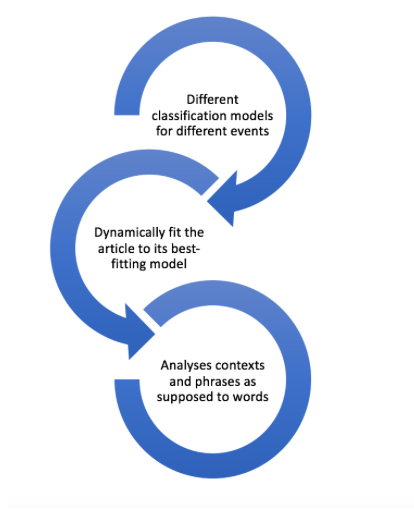 Different
classification models
for different events
Dynamically fit the
article to its best-
fitting model
Analyses contexts
and phrases as
supposed to words